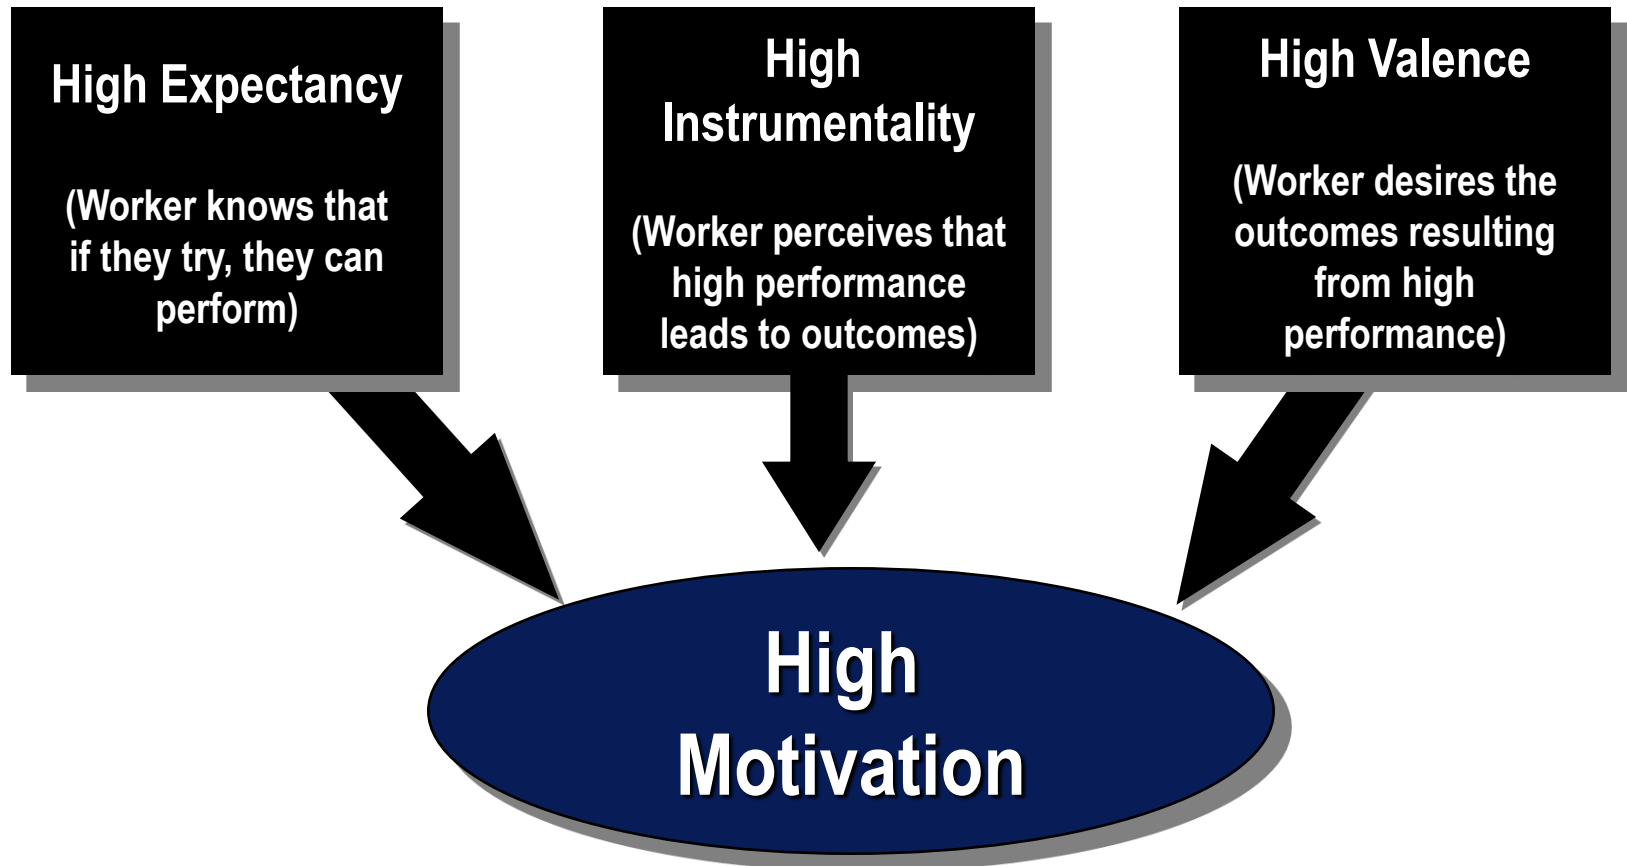 High Expectancy
(Worker knows that
if they try, they can
perform)
High
Instrumentality
(Worker perceives that
high performance
leads to outcomes)
High Valence
(Worker desires the
outcomes resulting
from high
performance)
High
Motivation